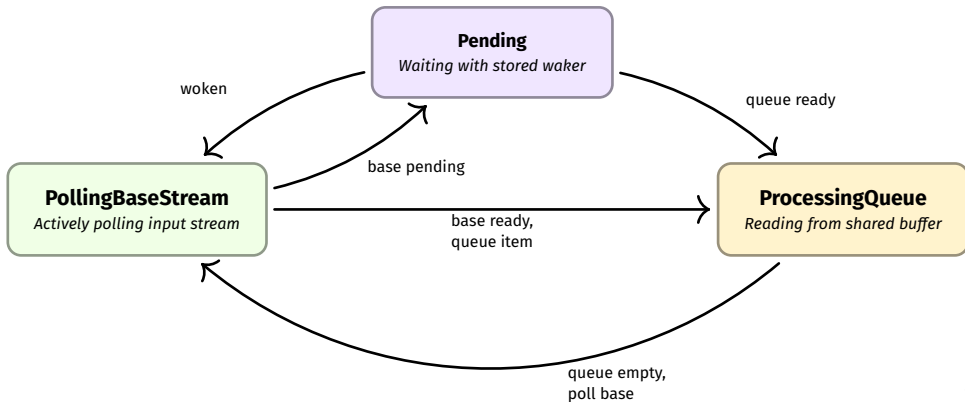 Pending
Waiting with stored waker
woken
queue ready
base pending
PollingBaseStream
Actively polling input stream
base ready,
queue item
ProcessingQueue
Reading from shared buffer
queue empty,
poll base